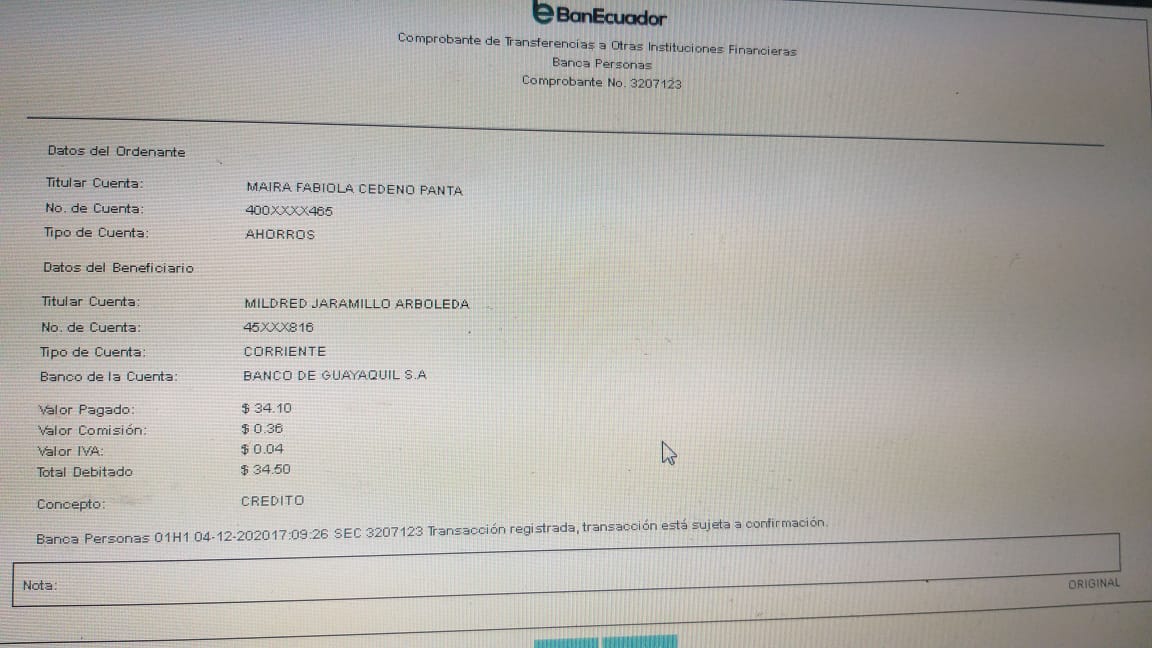 BanEcuador
Comprobante de Transferencias a Otras Instituciones Financieras
Banca Personas
Comprobante No. 3207123
Datos del Ordenante
Titular Cuenta: MAIRA FABIOLA CEDENO PANTA
No. de Cuenta: 400XXXX465
Tipo de Cuenta: AHORROS
Datos del Beneficiario
Titular Cuenta: MILDRED JARAMILLO ARBOLEDA
No. de Cuenta: 45XXX816
Tipo de Cuenta: CORRIENTE
Banco de la Cuenta: BANCO DE GUAYAQUIL S.A
Valor Pagado: $ 34.10
Valor Comisión: $ 0.36
Valor IVA: $ 0.04
Total Debitado $ 34.50
Concepto: CREDITO
Banca Personas 01H1 04-12-202017:09:26 SEC 3207123 Transacción registrada, transacción está sujeta a confirmación.
Nota:
ORIGINAL